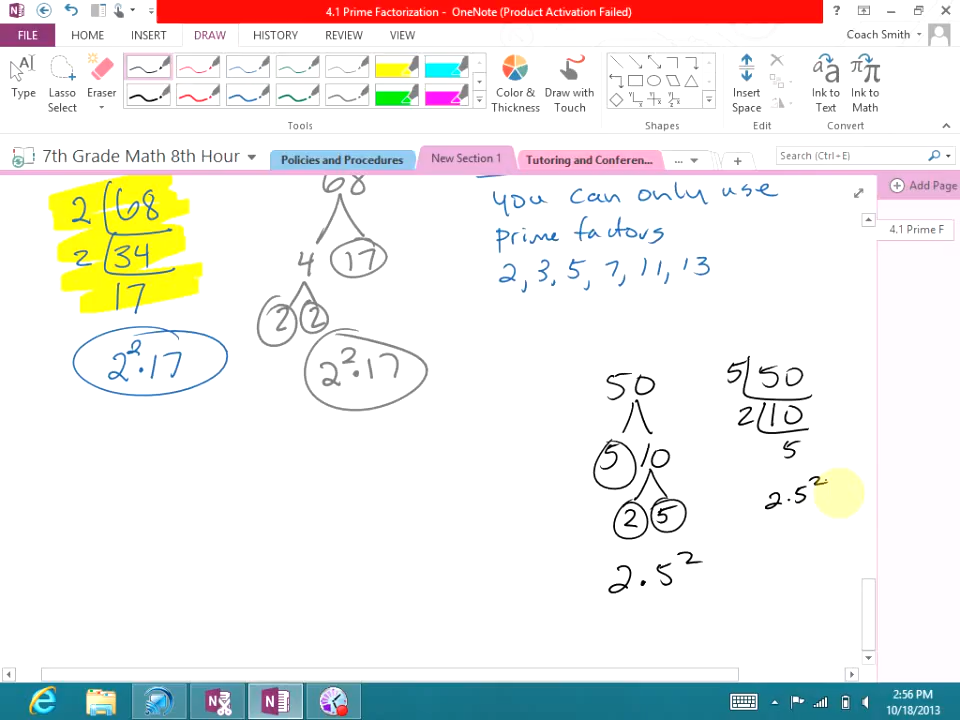 4.1 Prime Factorization - OneNote (Product Activation Failed)
FILE HOME INSERT DRAW HISTORY REVIEW VIEW
Coach Smith
Type
Lasso Select
Eraser
Color & Thickness
Draw with Touch
Insert Space
Ink to Text
Ink to Math
Tools
Shapes
Edit
Convert
7th Grade Math 8th Hour
Policies and Procedures
New Section 1
Tutoring and Conferen...
...
Search (Ctrl+E)
Add Page
4.1 Prime F
2 68
2 34
17
2²·17
68
4 17
2 2
2²·17
you can only use
prime factors
2, 3, 5, 7, 11, 13
50
5 10
2 5
2·5²
5 50
2 10
5
2·5²
2:56 PM
10/18/2013